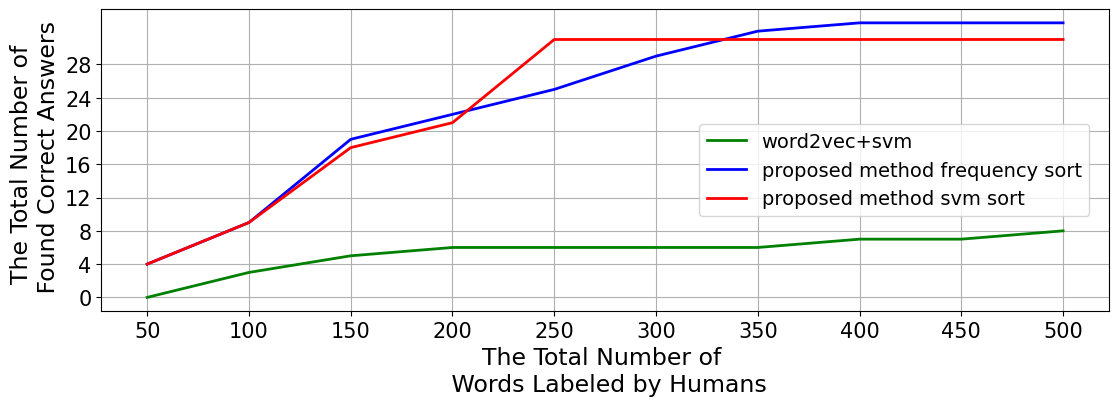 The Total Number of
Found Correct Answers
28
24
20
16
12
8
4
0
word2vec+svm
proposed method frequency sort
proposed method svm sort
50 100 150 200 250 300 350 400 450 500
The Total Number of
Words Labeled by Humans